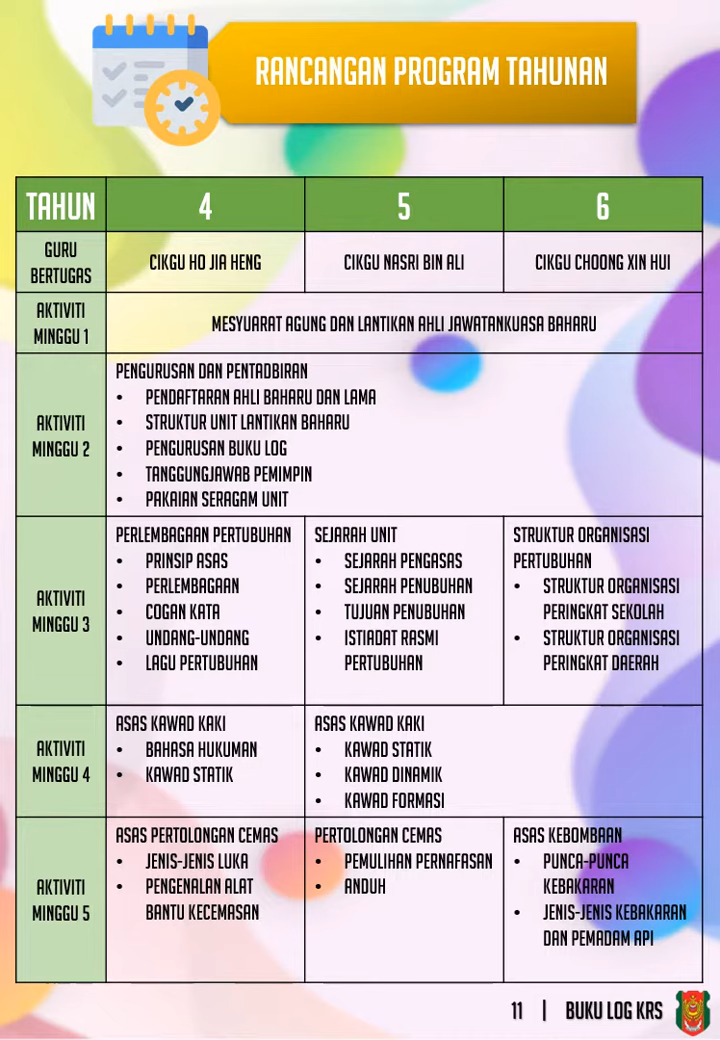 RANCANGAN PROGRAM TAHUNAN
TAHUN 4 5 6
GURU
BERTUGAS
CIKGU HO JIA HENG
CIKGU NASRI BIN ALI
CIKGU CHOONG XIN HUI
AKTIVITI
MINGGU 1
MESYUARAT AGUNG DAN LANTIKAN AHLI JAWATANKUASA BAHARU
AKTIVITI
MINGGU 2
PENGURUSAN DAN PENTADBIRAN
• PENDAFTARAN AHLI BAHARU DAN LAMA
• STRUKTUR UNIT LANTIKAN BAHARU
• PENGURUSAN BUKU LOG
• TANGGUNGJAWAB PEMIMPIN
• PAKAIAN SERAGAM UNIT
AKTIVITI
MINGGU 3
PERLEMBAGAAN PERTUBUHAN
• PRINSIP ASAS
• PERLEMBAGAAN
• COGAN KATA
• UNDANG-UNDANG
• LAGU PERTUBUHAN
SEJARAH UNIT
• SEJARAH PENGASAS
• SEJARAH PENUBUHAN
• TUJUAN PENUBUHAN
• ISTIADAT RASMI
PERTUBUHAN
STRUKTUR ORGANISASI
PERTUBUHAN
• STRUKTUR ORGANISASI
PERINGKAT SEKOLAH
• STRUKTUR ORGANISASI
PERINGKAT DAERAH
AKTIVITI
MINGGU 4
ASAS KAWAD KAKI
• BAHASA HUKUMAN
• KAWAD STATIK
ASAS KAWAD KAKI
• KAWAD STATIK
• KAWAD DINAMIK
• KAWAD FORMASI
AKTIVITI
MINGGU 5
ASAS PERTOLONGAN CEMAS
• JENIS-JENIS LUKA
• PENGENALAN ALAT
BANTU KECEMASAN
PERTOLONGAN CEMAS
• PEMULIHAN PERNAFASAN
• ANDUH
ASAS KEBOMBAAN
• PUNCA-PUNCA
KEBAKARAN
• JENIS-JENIS KEBAKARAN
DAN PEMADAM API
11 | BUKU LOG KRS